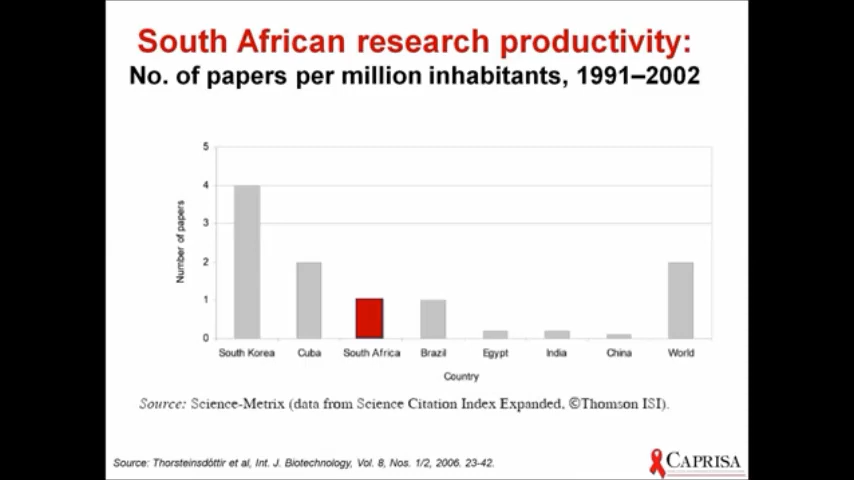 South African research productivity:
No. of papers per million inhabitants, 1991–2002
5
4
3
2
1
0
Number of papers
South Korea Cuba South Africa Brazil Egypt India China World
Country
Source: Science-Metrix (data from Science Citation Index Expanded, ©Thomson ISI).
Source: Thorsteinsdóttir et al, Int. J. Biotechnology, Vol. 8, Nos. 1/2, 2006. 23-42.
CAPRISA